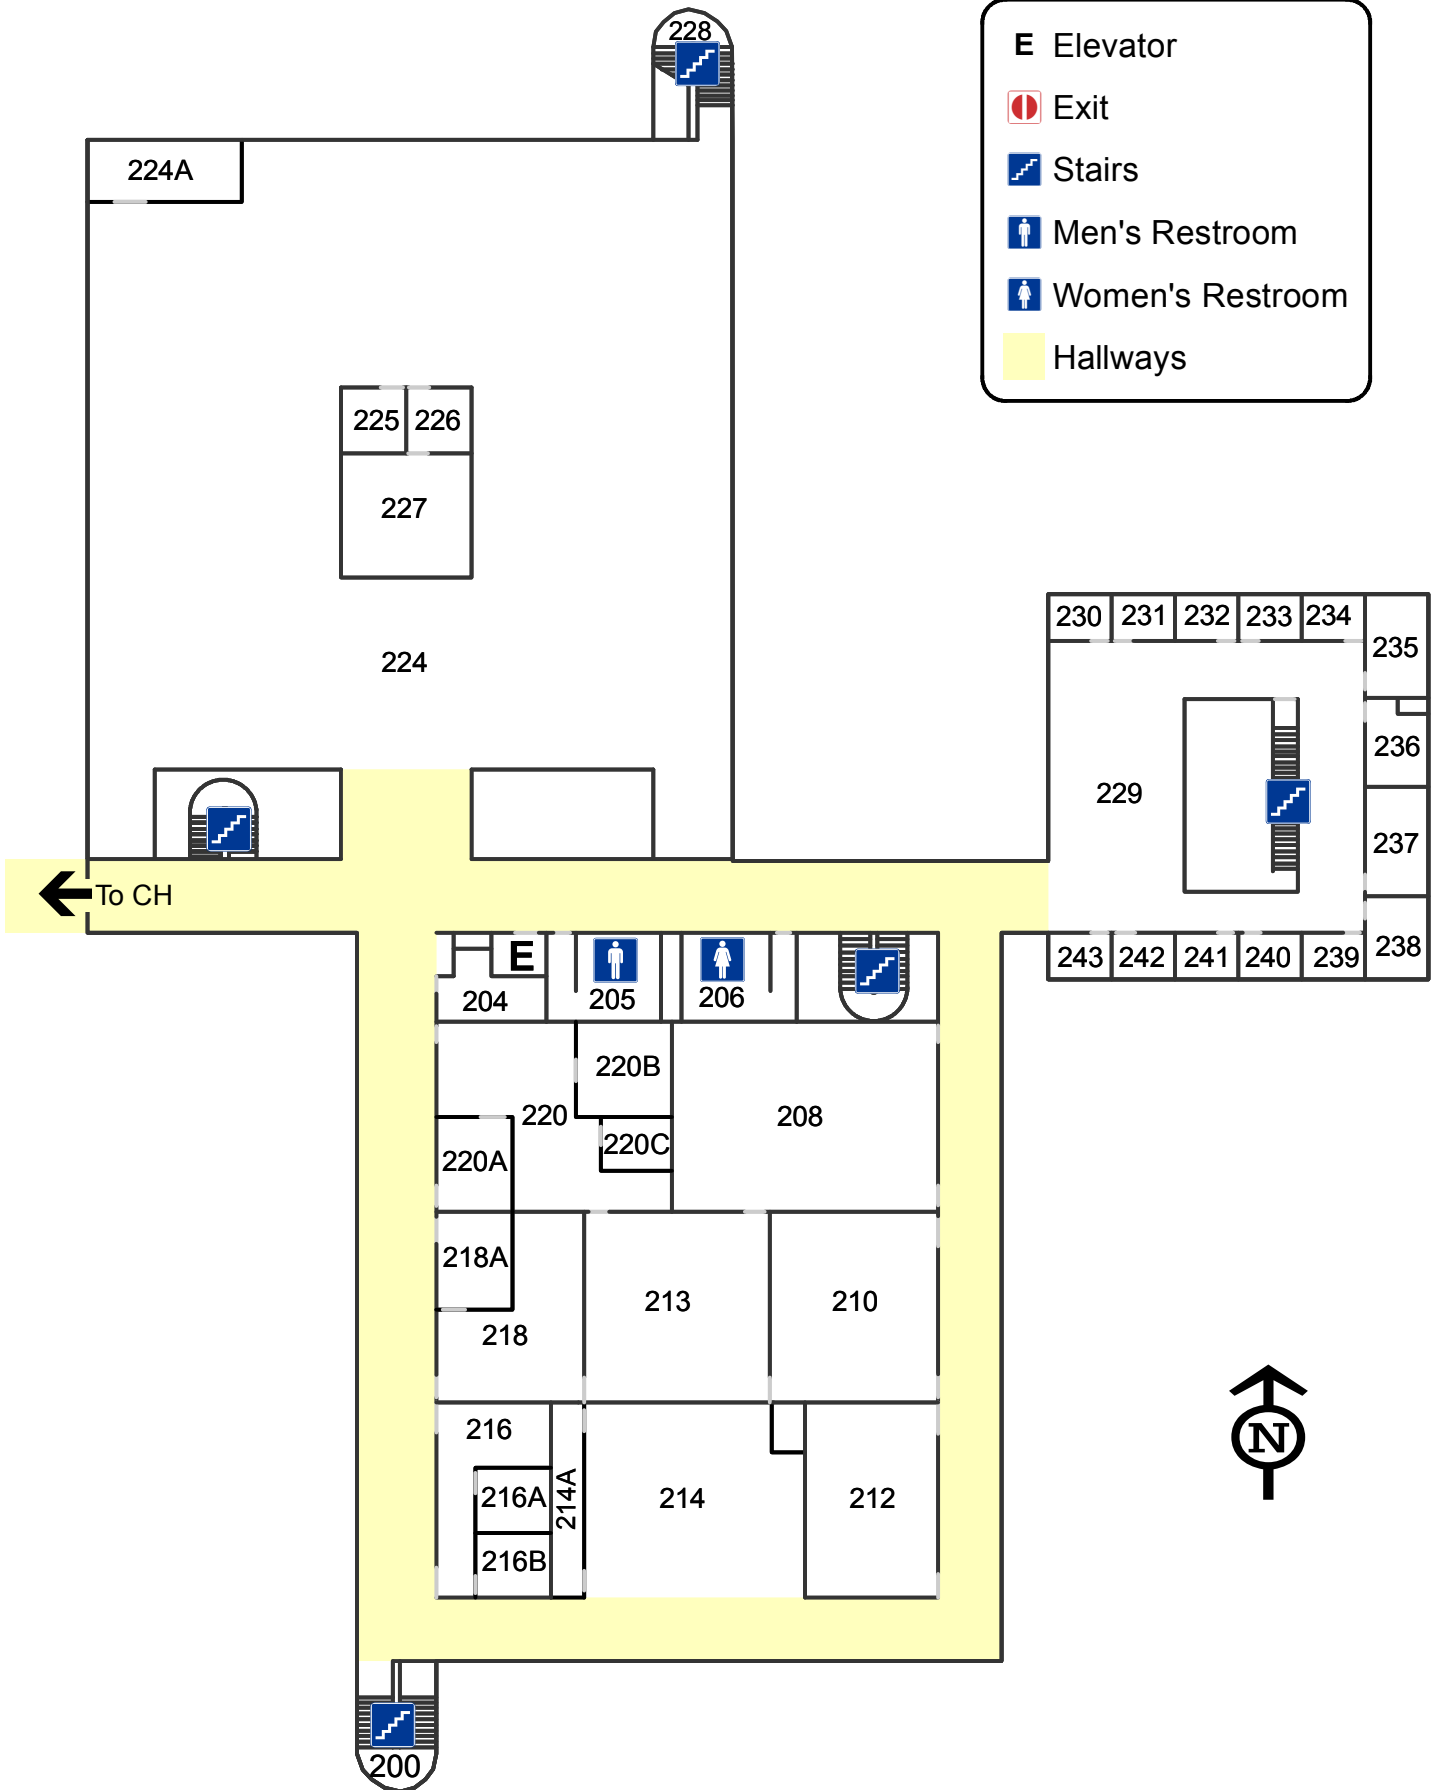 228
E Elevator
Exit
Stairs
Men's Restroom
Women's Restroom
Hallways
224A
225 226
227
224
230 231 232 233 234
235
236
229
237
238
243 242 241 240 239
To CH
E
204 205 206
220B
220 208
220C
220A
218A
213 210
218
216
216A 214A 214 212
216B
N
200